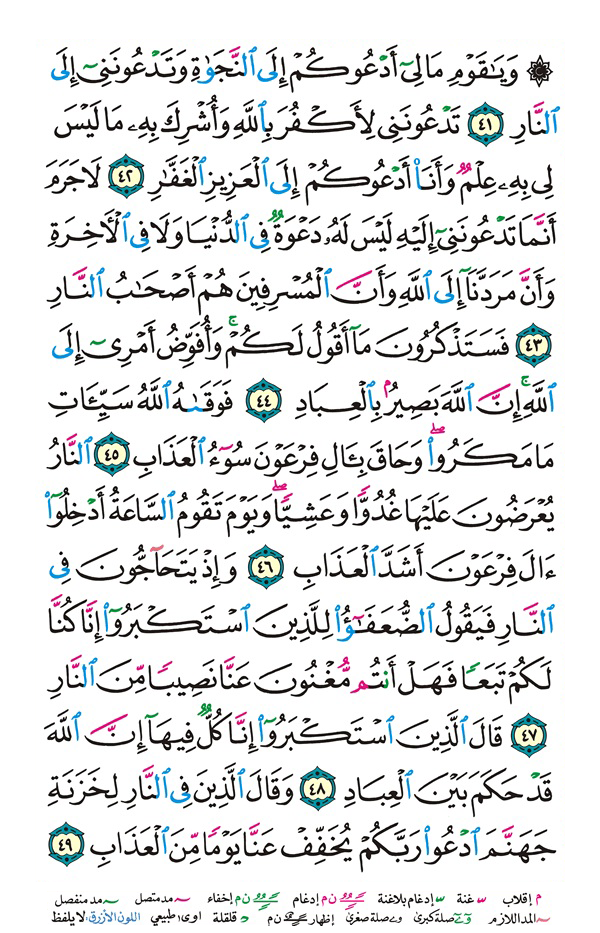 ۞ وَيَٰقَوْمِ مَا لِىٓ أَدْعُوكُمْ إِلَى ٱلنَّجَوٰةِ وَتَدْعُونَنِىٓ إِلَى
ٱلنَّارِ ٤١ تَدْعُونَنِى لِأَكْفُرَ بِٱللَّهِ وَأُشْرِكَ بِهِۦ مَا لَيْسَ
لِى بِهِۦ عِلْمٌ وَأَنَا۠ أَدْعُوكُمْ إِلَى ٱلْعَزِيزِ ٱلْغَفَّٰرِ ٤٢ لَا جَرَمَ
أَنَّمَا تَدْعُونَنِىٓ إِلَيْهِ لَيْسَ لَهُۥ دَعْوَةٌ فِى ٱلدُّنْيَا وَلَا فِى ٱلْءَاخِرَةِ
وَأَنَّ مَرَدَّنَآ إِلَى ٱللَّهِ وَأَنَّ ٱلْمُسْرِفِينَ هُمْ أَصْحَٰبُ ٱلنَّارِ
٤٣ فَسَتَذْكُرُونَ مَآ أَقُولُ لَكُمْ ۚ وَأُفَوِّضُ أَمْرِىٓ إِلَى
ٱللَّهِ ۚ إِنَّ ٱللَّهَ بَصِيرٌۢ بِٱلْعِبَادِ ٤٤ فَوَقَىٰهُ ٱللَّهُ سَيِّـَٔاتِ
مَا مَكَرُوا۟ ۖ وَحَاقَ بِـَٔالِ فِرْعَوْنَ سُوٓءُ ٱلْعَذَابِ ٤٥ ٱلنَّارُ
يُعْرَضُونَ عَلَيْهَا غُدُوًّا وَعَشِيًّا ۖ وَيَوْمَ تَقُومُ ٱلسَّاعَةُ أَدْخِلُوٓا۟
ءَالَ فِرْعَوْنَ أَشَدَّ ٱلْعَذَابِ ٤٦ وَإِذْ يَتَحَآجُّونَ فِى
ٱلنَّارِ فَيَقُولُ ٱلضُّعَفَٰٓؤُا۟ لِلَّذِينَ ٱسْتَكْبَرُوٓا۟ إِنَّا كُنَّا
لَكُمْ تَبَعًا فَهَلْ أَنتُم مُّغْنُونَ عَنَّا نَصِيبًا مِّنَ ٱلنَّارِ
٤٧ قَالَ ٱلَّذِينَ ٱسْتَكْبَرُوٓا۟ إِنَّا كُلٌّ فِيهَآ إِنَّ ٱللَّهَ
قَدْ حَكَمَ بَيْنَ ٱلْعِبَادِ ٤٨ وَقَالَ ٱلَّذِينَ فِى ٱلنَّارِ لِخَزَنَةِ
جَهَنَّمَ ٱدْعُوا۟ رَبَّكُمْ يُخَفِّفْ عَنَّا يَوْمًا مِّنَ ٱلْعَذَابِ ٤٩
م إقلاب غنة إدغام بلاغنة ن م إدغام ن م إخفاء مد متصل مد منفصل
المد اللازم صلة كبرى صلة صغرى إظهار ن م قلقلة اوى: طبيعي اللون الأزرق: لا يلفظ